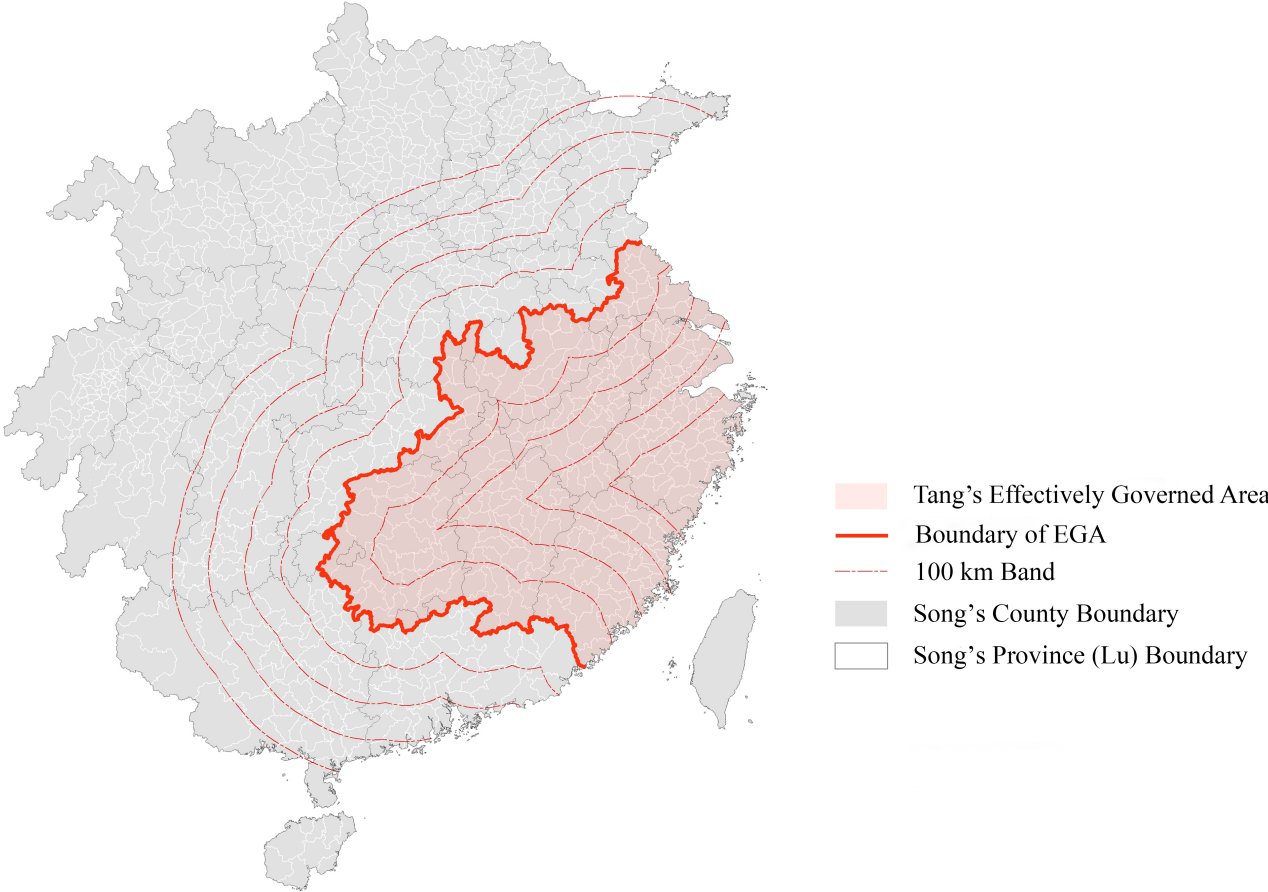 Tang’s Effectively Governed Area
Boundary of EGA
100 km Band
Song’s County Boundary
Song’s Province (Lu) Boundary